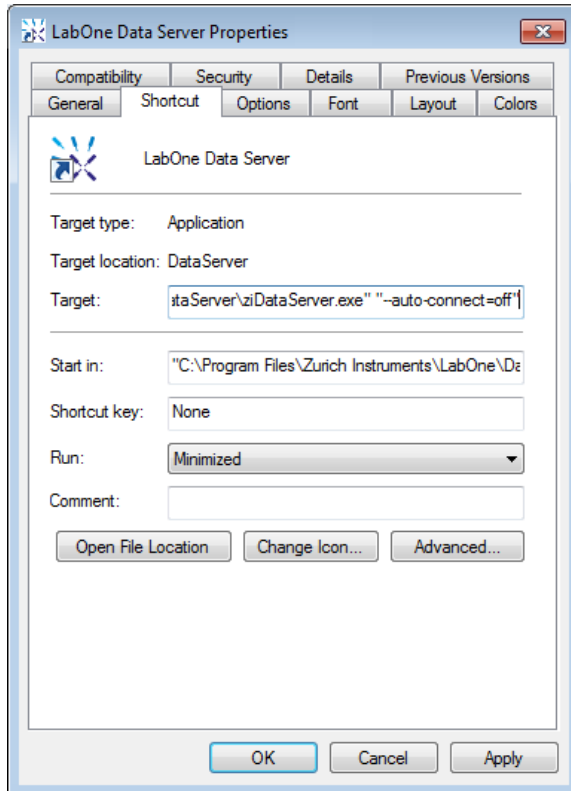 LabOne Data Server Properties
Compatibility Security Details Previous Versions
General Shortcut Options Font Layout Colors
LabOne Data Server
Target type: Application
Target location: DataServer
Target: ataServer\ziDataServer.exe" "--auto-connect=off"
Start in: "C:\Program Files\Zurich Instruments\LabOne\Da
Shortcut key: None
Run: Minimized
Comment:
Open File Location Change Icon... Advanced...
OK Cancel Apply